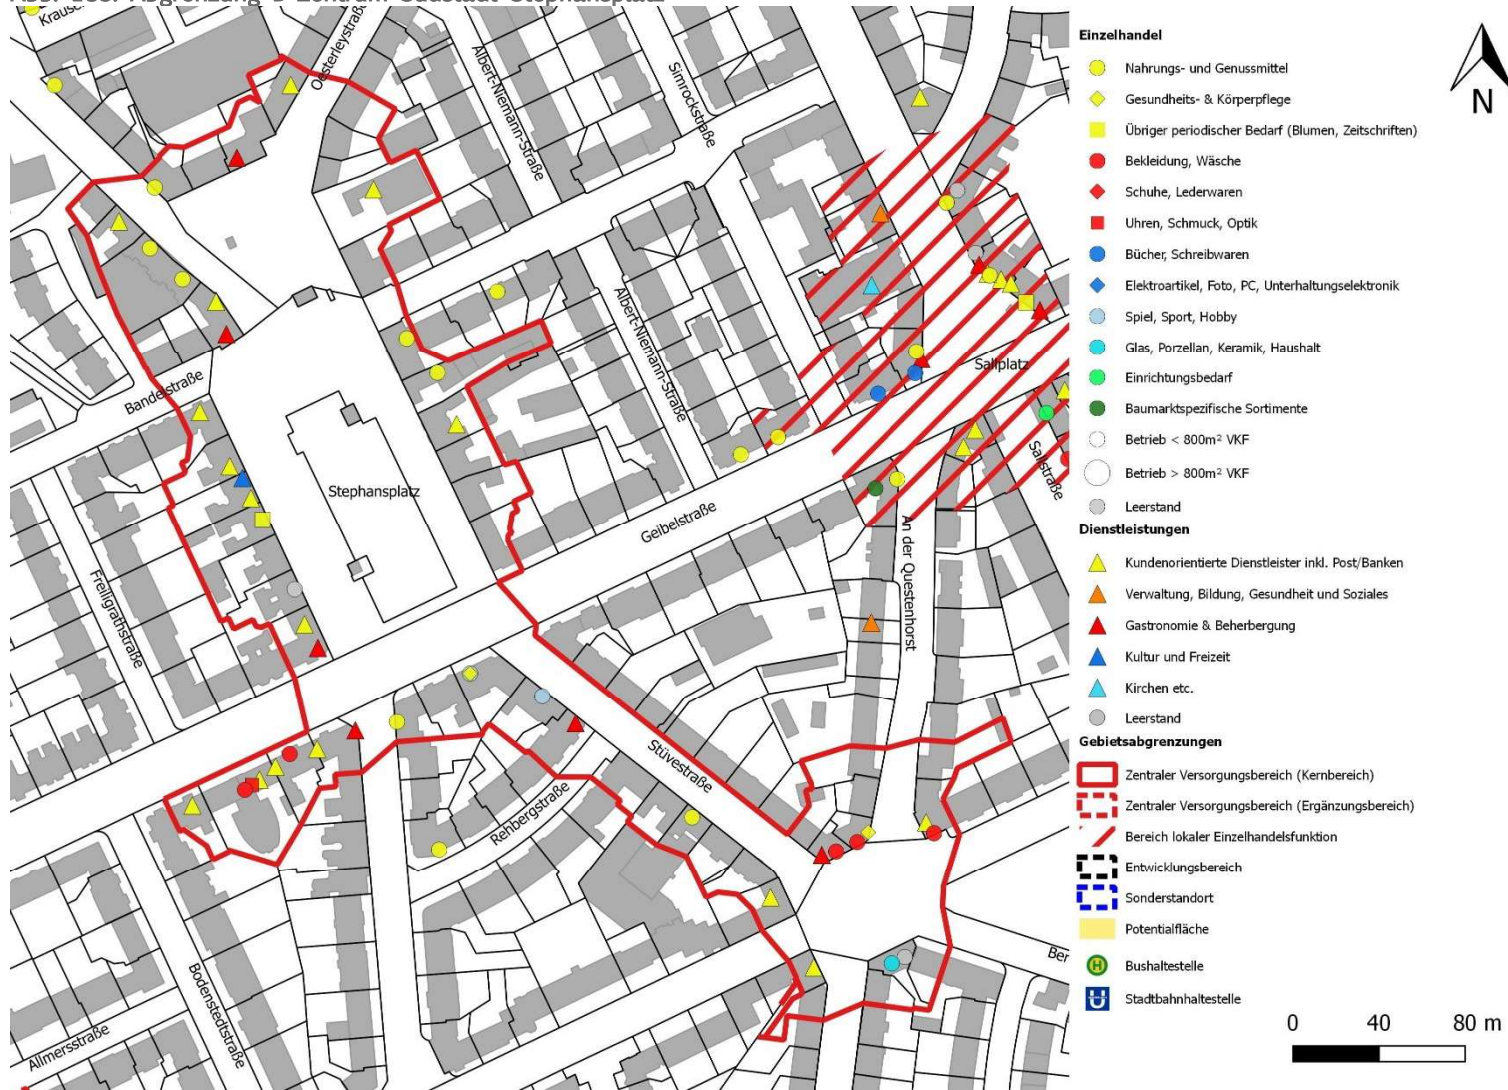 Krause
Oesterleystraße
Albert-Niemann-Straße
Simrockstraße
Albert-Niemann-Straße
Bandelstraße
Stephansplatz
Sallplatz
Sallstraße
Geibelstraße
An der Questenhorst
Freiligrathstraße
Stüvestraße
Rehbergstraße
Bodenstedtstraße
Allmersstraße
Ber
Einzelhandel
Nahrungs- und Genussmittel
Gesundheits- & Körperpflege
Übriger periodischer Bedarf (Blumen, Zeitschriften)
Bekleidung, Wäsche
Schuhe, Lederwaren
Uhren, Schmuck, Optik
Bücher, Schreibwaren
Elektroartikel, Foto, PC, Unterhaltungselektronik
Spiel, Sport, Hobby
Glas, Porzellan, Keramik, Haushalt
Einrichtungsbedarf
Baumarktspezifische Sortimente
Betrieb < 800m² VKF
Betrieb > 800m² VKF
Leerstand
Dienstleistungen
Kundenorientierte Dienstleister inkl. Post/Banken
Verwaltung, Bildung, Gesundheit und Soziales
Gastronomie & Beherbergung
Kultur und Freizeit
Kirchen etc.
Leerstand
Gebietsabgrenzungen
Zentraler Versorgungsbereich (Kernbereich)
Zentraler Versorgungsbereich (Ergänzungsbereich)
Bereich lokaler Einzelhandelsfunktion
Entwicklungsbereich
Sonderstandort
Potentialfläche
H
Bushaltestelle
U
Stadtbahnhaltestelle
N
0 40 80 m